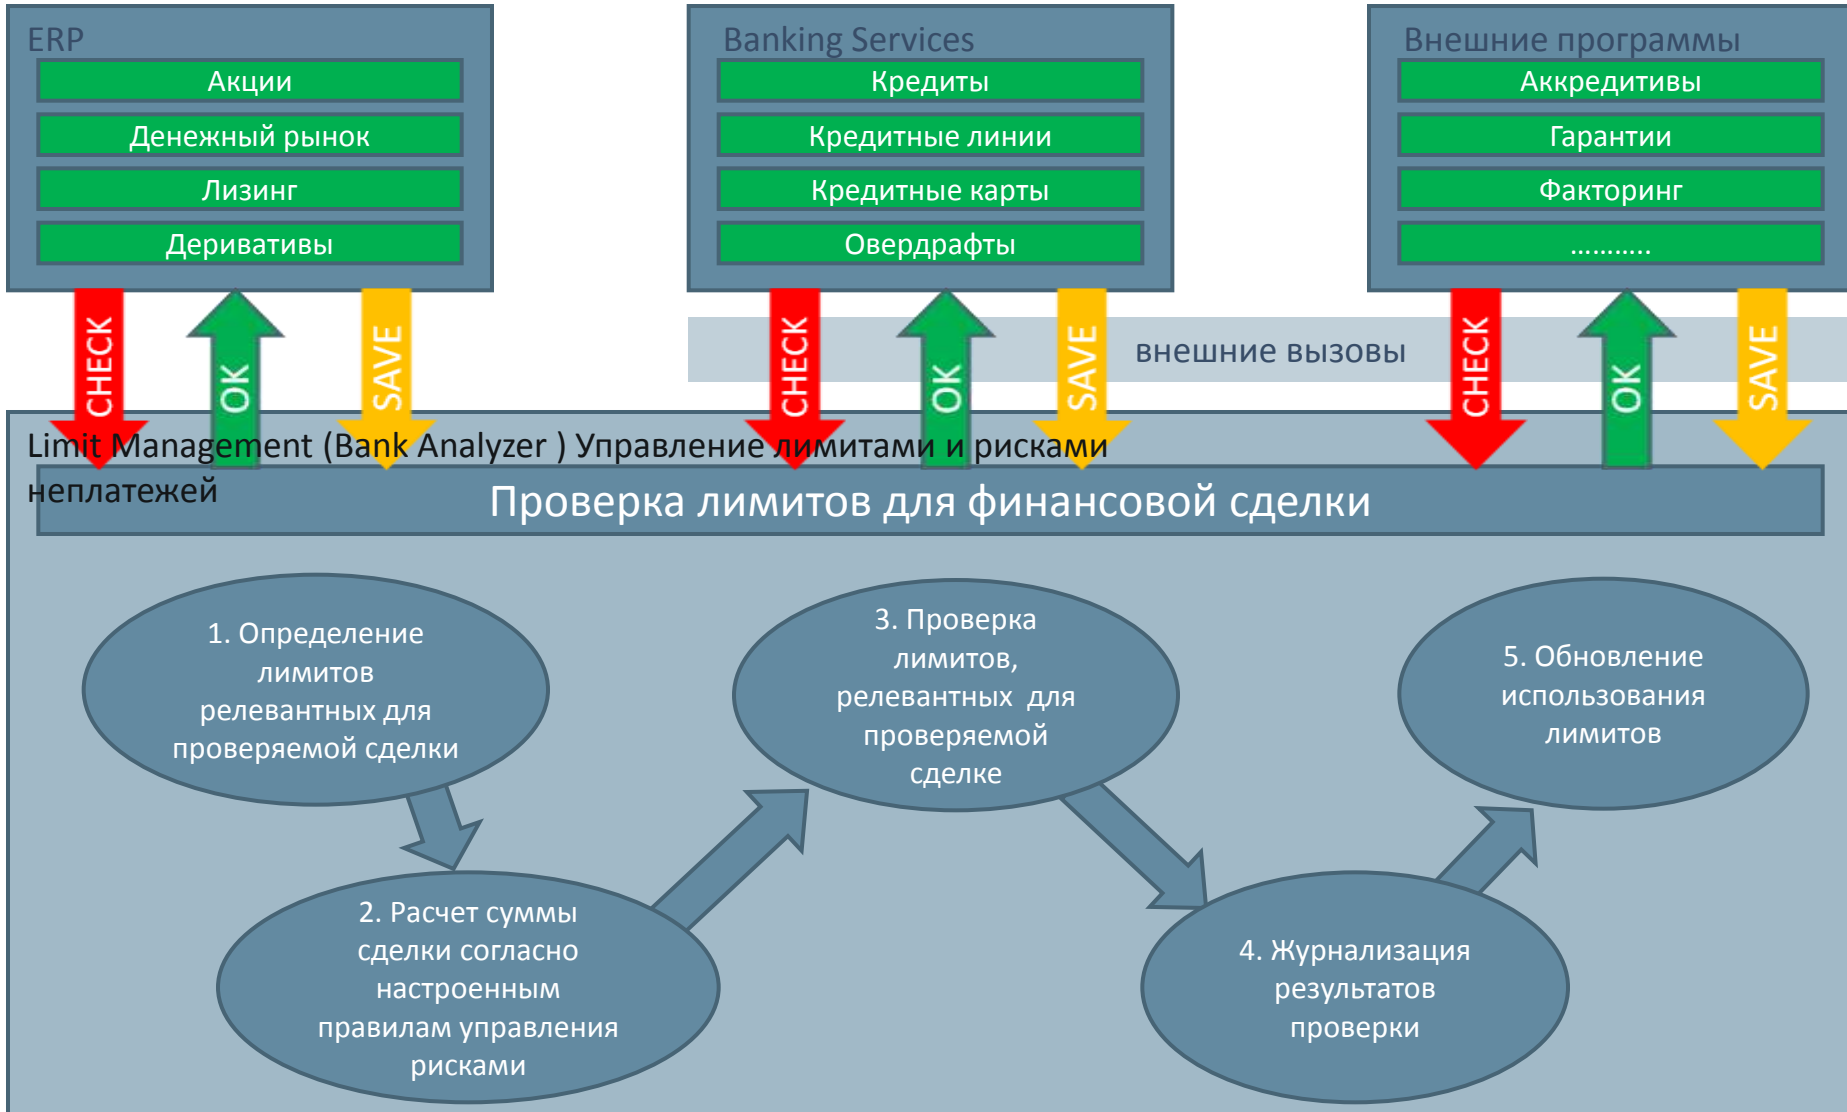 ERP
Акции
Денежный рынок
Лизинг
Деривативы
Banking Services
Кредиты
Кредитные линии
Кредитные карты
Овердрафты
Внешние программы
Аккредитивы
Гарантии
Факторинг
………..
CHECK
OK
SAVE
CHECK
OK
SAVE
внешние вызовы
CHECK
OK
SAVE
Limit Management (Bank Analyzer ) Управление лимитами и рисками
неплатежей
Проверка лимитов для финансовой сделки
1. Определение
лимитов
релевантных для
проверяемой сделки
2. Расчет суммы
сделки согласно
настроенным
правилам управления
рисками
3. Проверка
лимитов,
релевантных  для
проверяемой
сделке
4. Журнализация
результатов
проверки
5. Обновление
использования
лимитов